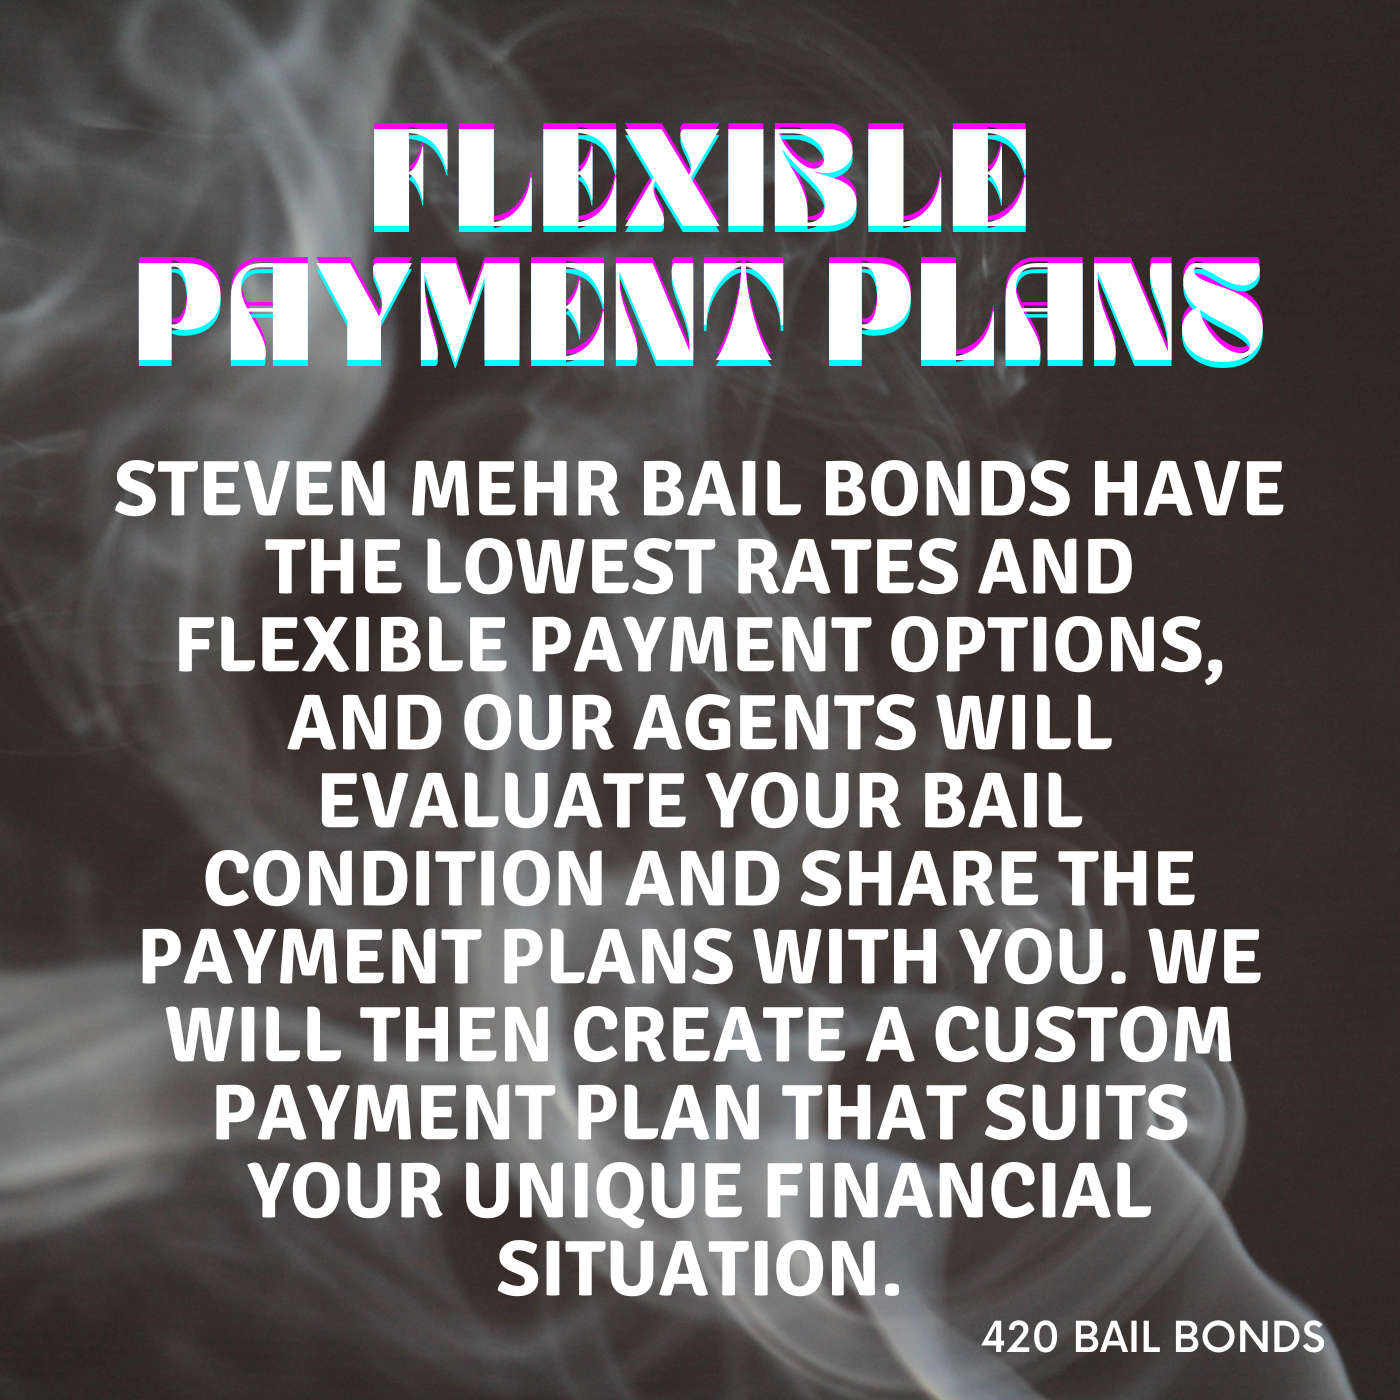 FLEXIBLE
PAYMENT PLANS
STEVEN MEHR BAIL BONDS HAVE
THE LOWEST RATES AND
FLEXIBLE PAYMENT OPTIONS,
AND OUR AGENTS WILL
EVALUATE YOUR BAIL
CONDITION AND SHARE THE
PAYMENT PLANS WITH YOU. WE
WILL THEN CREATE A CUSTOM
PAYMENT PLAN THAT SUITS
YOUR UNIQUE FINANCIAL
SITUATION.
420 BAIL BONDS